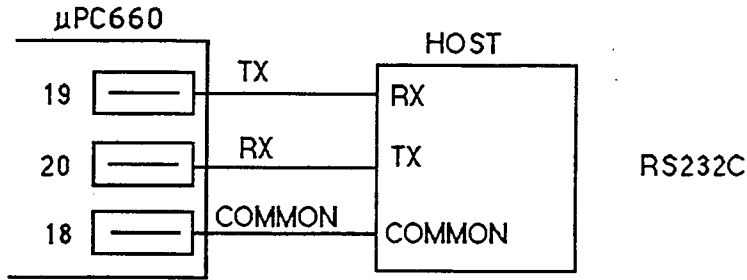 µPC660
HOST
19
TX
RX
20
RX
TX
RS232C
18
COMMON
COMMON